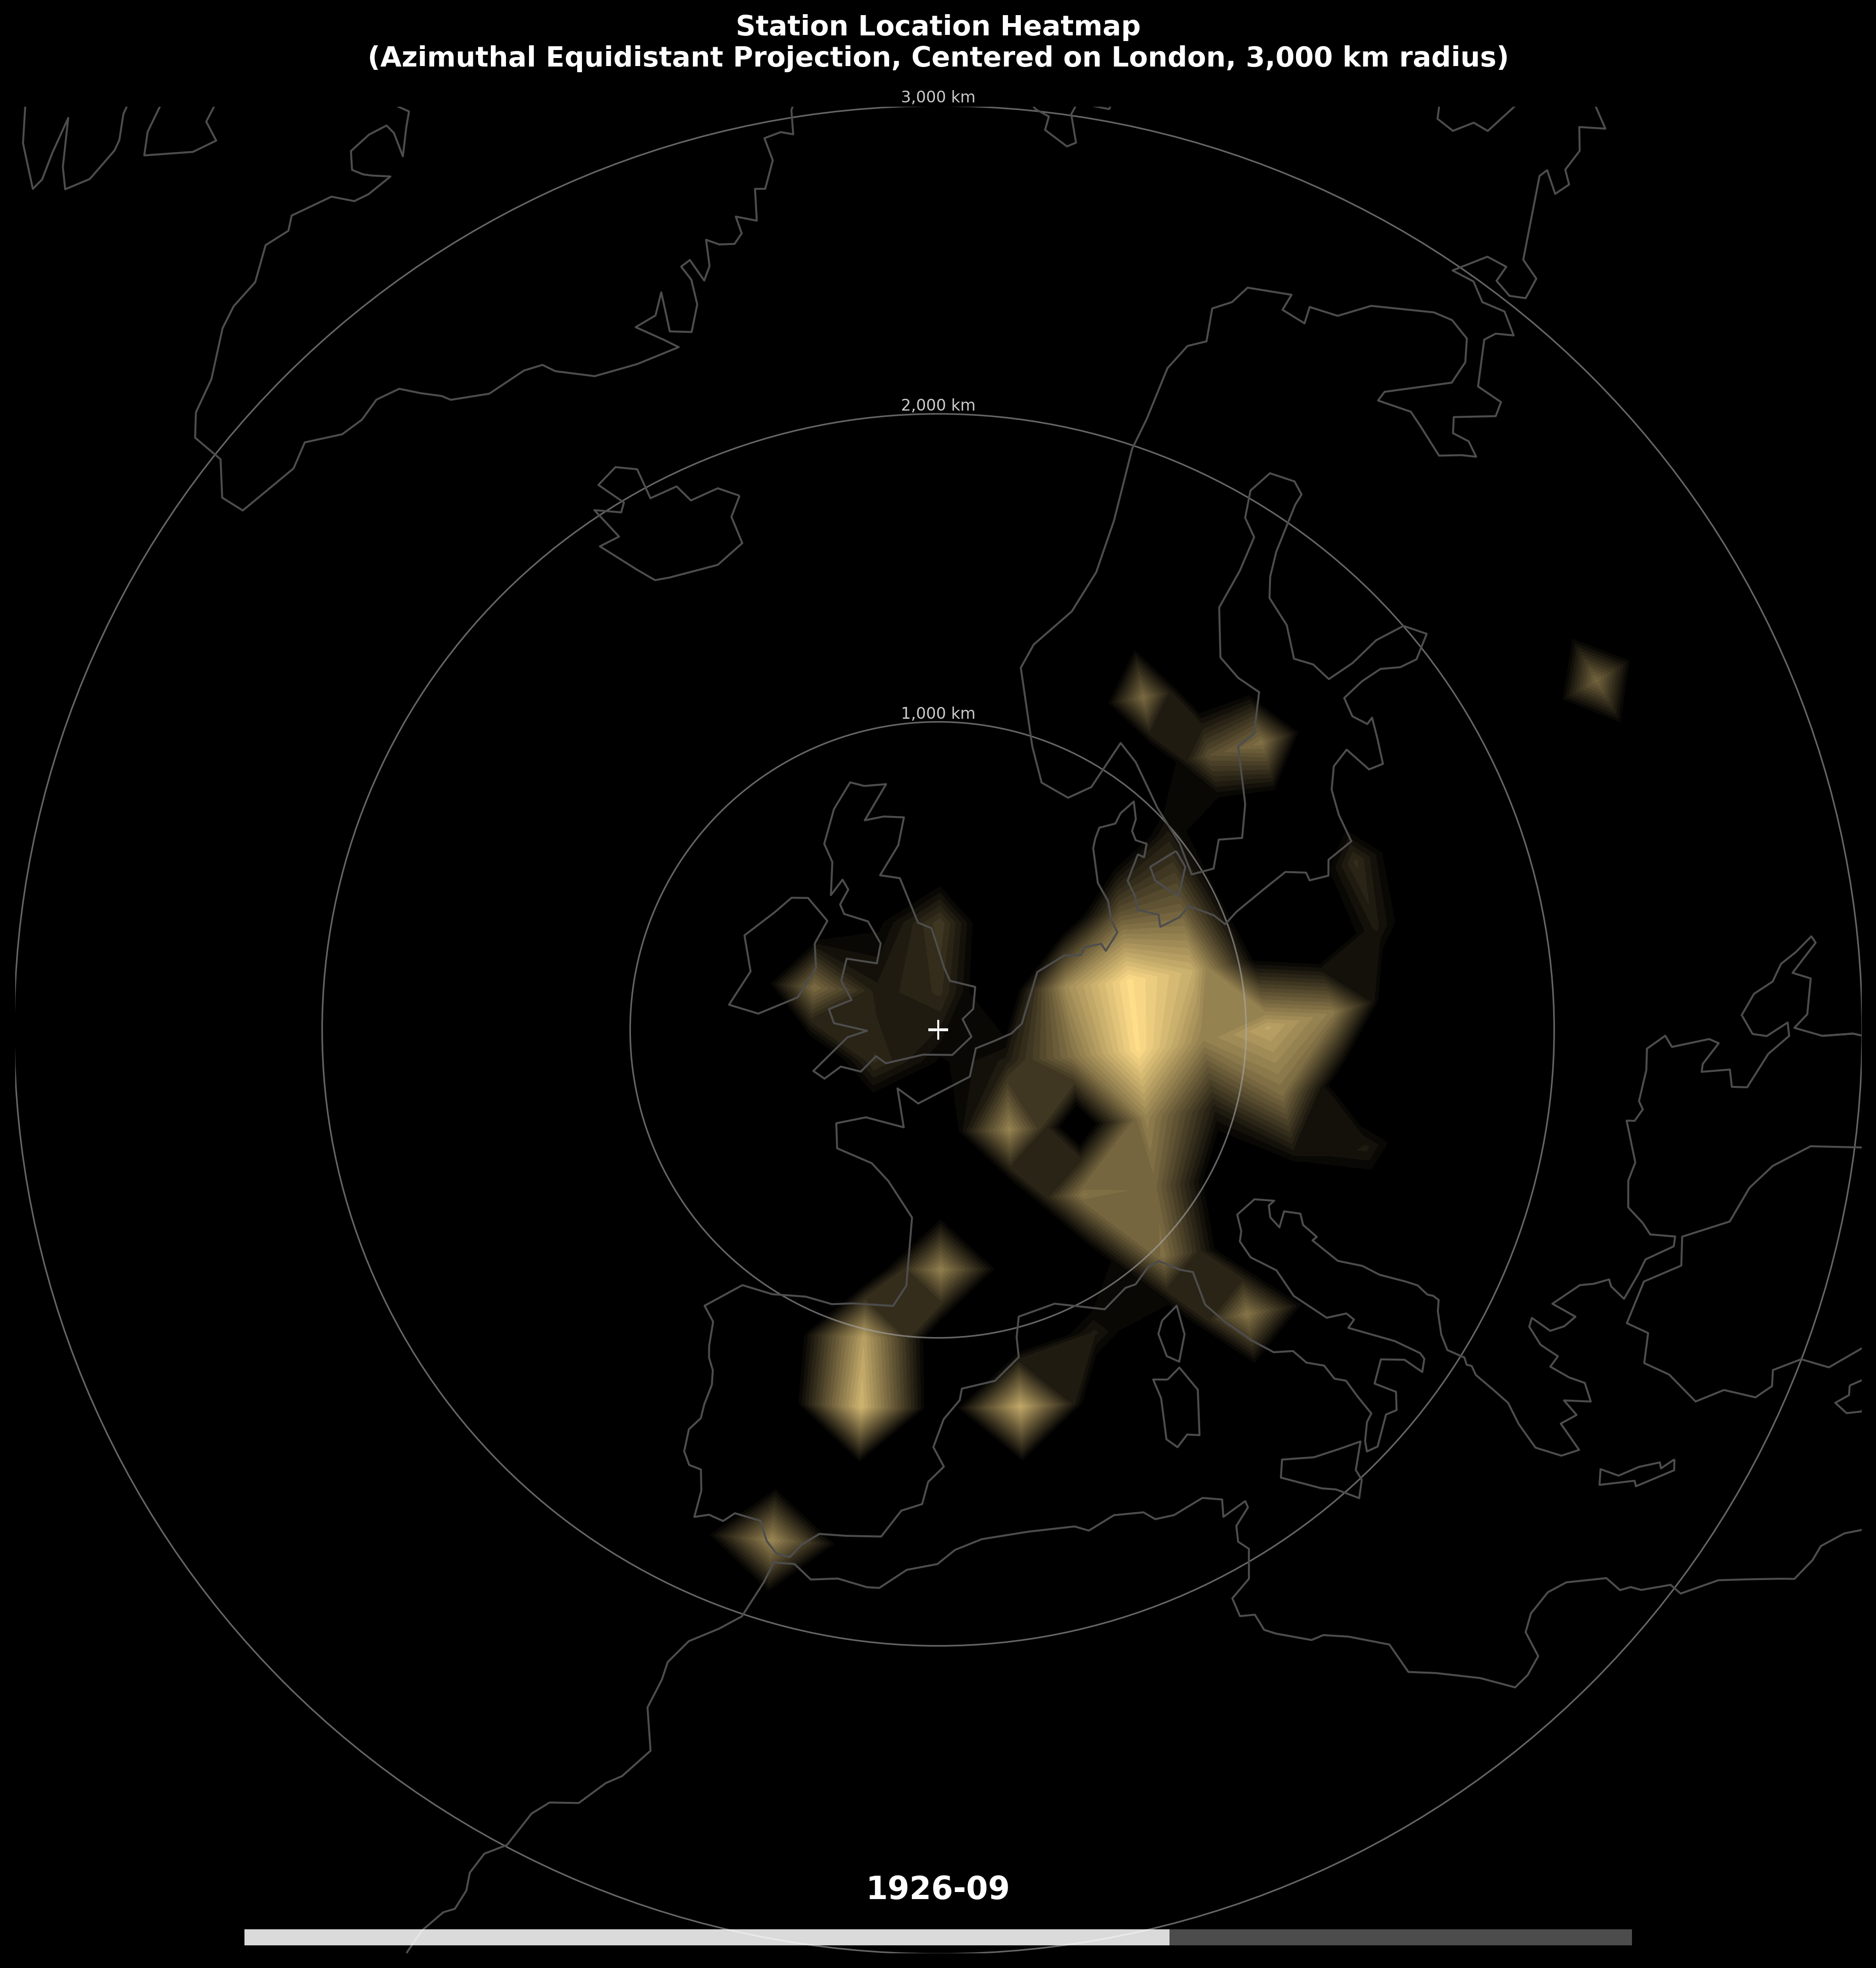 Station Location Heatmap
(Azimuthal Equidistant Projection, Centered on London, 3,000 km radius)
3,000 km
2,000 km
1,000 km
1926-09